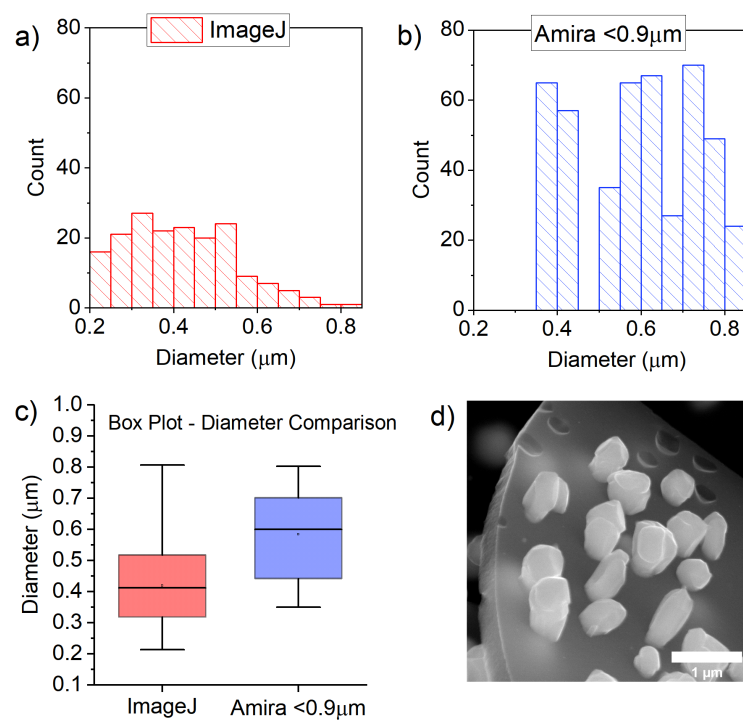 a)
ImageJ
80
60
40
20
0
Count
0.2 0.4 0.6 0.8
Diameter (μm)
b)
Amira <0.9μm
80
60
40
20
0
Count
0.2 0.4 0.6 0.8
Diameter (μm)
c)
Box Plot - Diameter Comparison
1.0
0.9
0.8
0.7
0.6
0.5
0.4
0.3
0.2
0.1
Diameter (μm)
ImageJ Amira <0.9μm
d)
1 μm